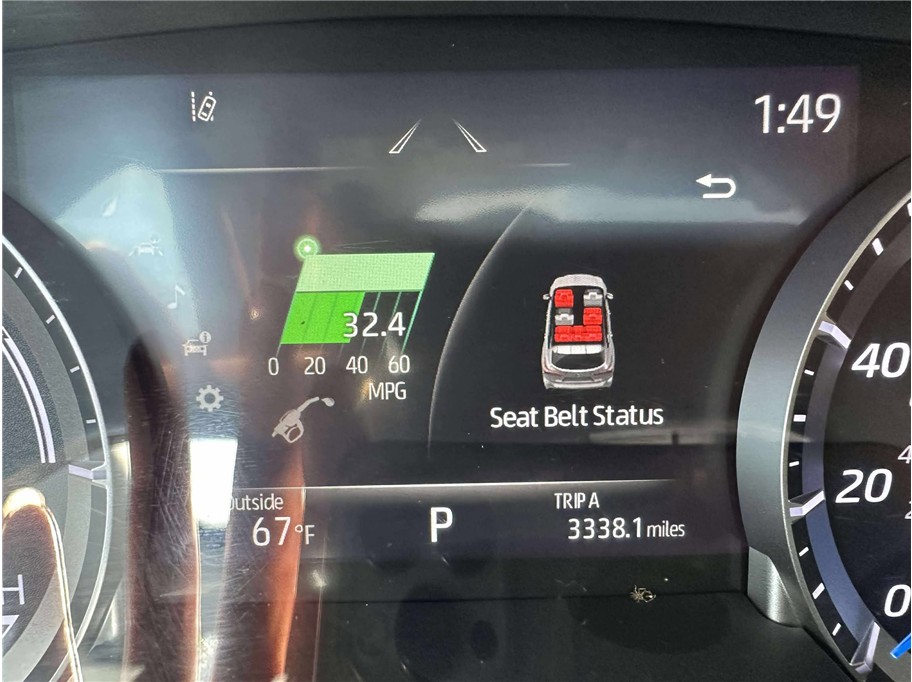 1:49
32.4
0 20 40 60
MPG
Seat Belt Status
Outside
67°F
P
TRIP A
3338.1 miles
40
20
0
H